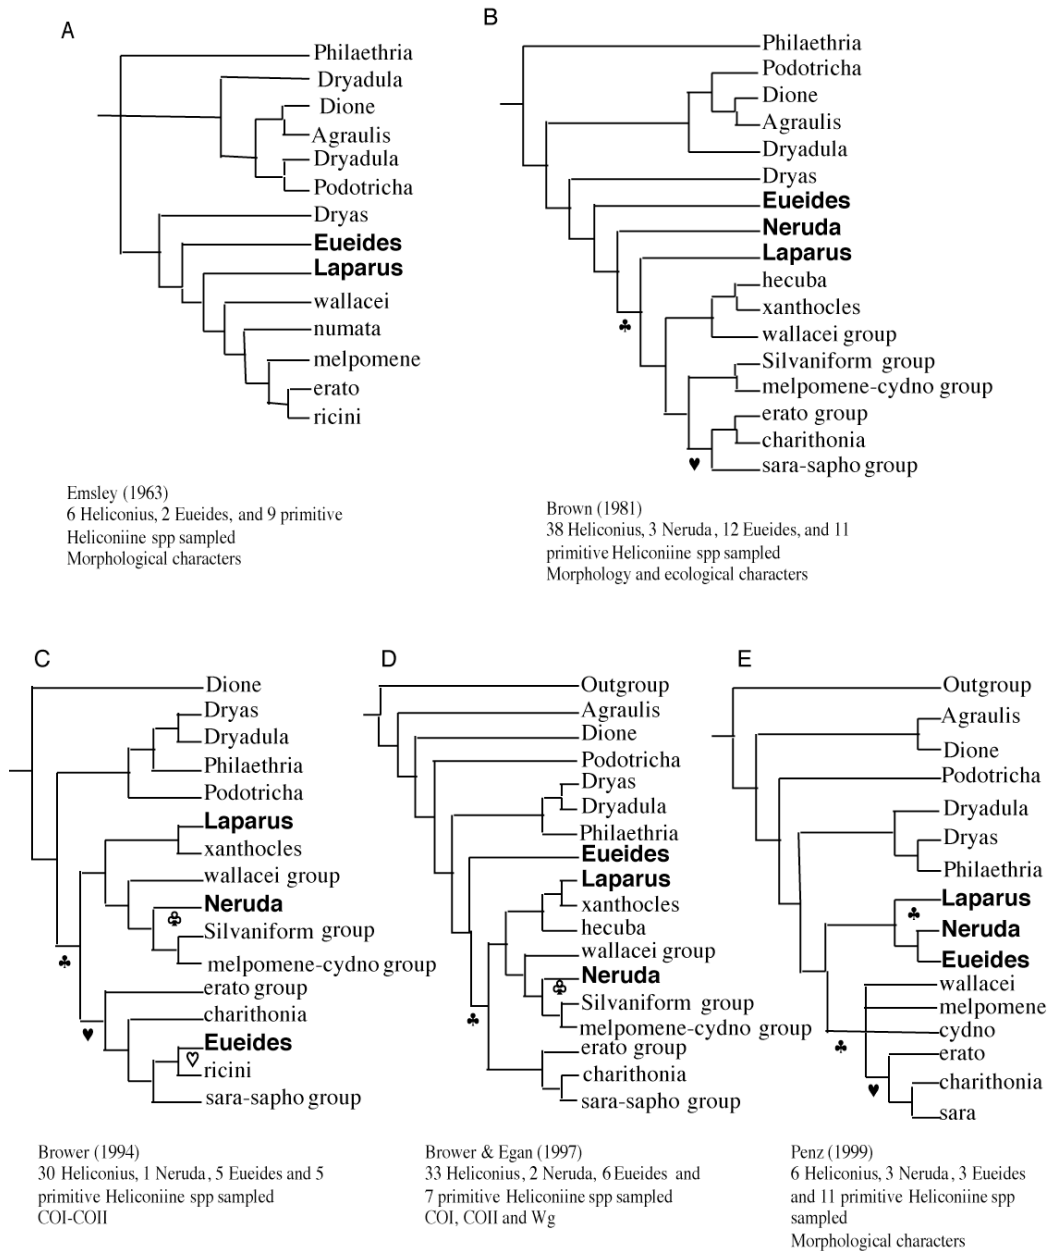 A
Philaethria
Dryadula
Dione
Agraulis
Dryadula
Podotricha
Dryas
Eueides
Laparus
wallacei
numata
melpomene
erato
ricini
Emsley (1963)
6 Heliconius, 2 Eueides, and 9 primitive
Heliconiine spp sampled
Morphological characters
B
Philaethria
Podotricha
Dione
Agraulis
Dryadula
Dryas
Eueides
Neruda
Laparus
hecuba
xanthocles
wallacei group
♣
Silvaniform group
melpomene-cydno group
erato group
charithonia
♥
sara-sapho group
Brown (1981)
38 Heliconius, 3 Neruda, 12 Eueides, and 11
primitive Heliconiine spp sampled
Morphology and ecological characters
C
Dione
Dryas
Dryadula
Philaethria
Podotricha
Laparus
xanthocles
wallacei group
Neruda
♧
Silvaniform group
melpomene-cydno group
♣
erato group
charithonia
♥
Eueides
♡
ricini
sara-sapho group
Brower (1994)
30 Heliconius, 1 Neruda, 5 Eueides and 5
primitive Heliconiine spp sampled
COI-COII
D
Outgroup
Agraulis
Dione
Podotricha
Dryas
Dryadula
Philaethria
Eueides
Laparus
xanthocles
hecuba
wallacei group
Neruda
♧
Silvaniform group
♣
melpomene-cydno group
erato group
charithonia
sara-sapho group
Brower & Egan (1997)
33 Heliconius, 2 Neruda, 6 Eueides and
7 primitive Heliconiine spp sampled
COI, COII and Wg
E
Outgroup
Agraulis
Dione
Podotricha
Dryadula
Dryas
Philaethria
Laparus
♣
Neruda
Eueides
wallacei
melpomene
cydno
♣
erato
charithonia
♥
sara
Penz (1999)
6 Heliconius, 3 Neruda, 3 Eueides
and 11 primitive Heliconiine spp
sampled
Morphological characters